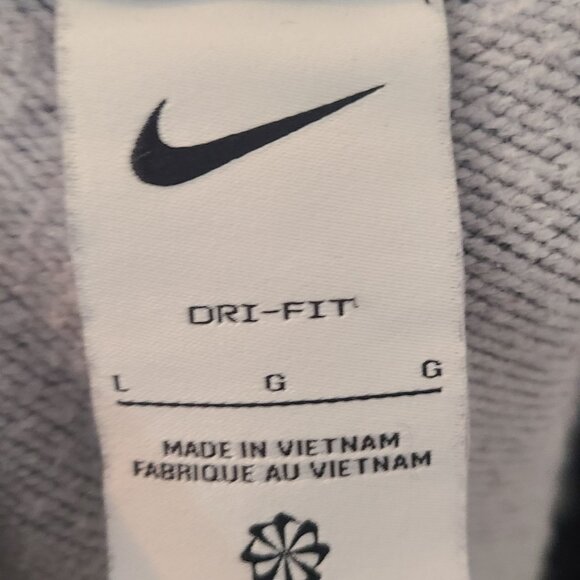 DRI-FIT
L G G
MADE IN VIETNAM
FABRIQUE AU VIETNAM